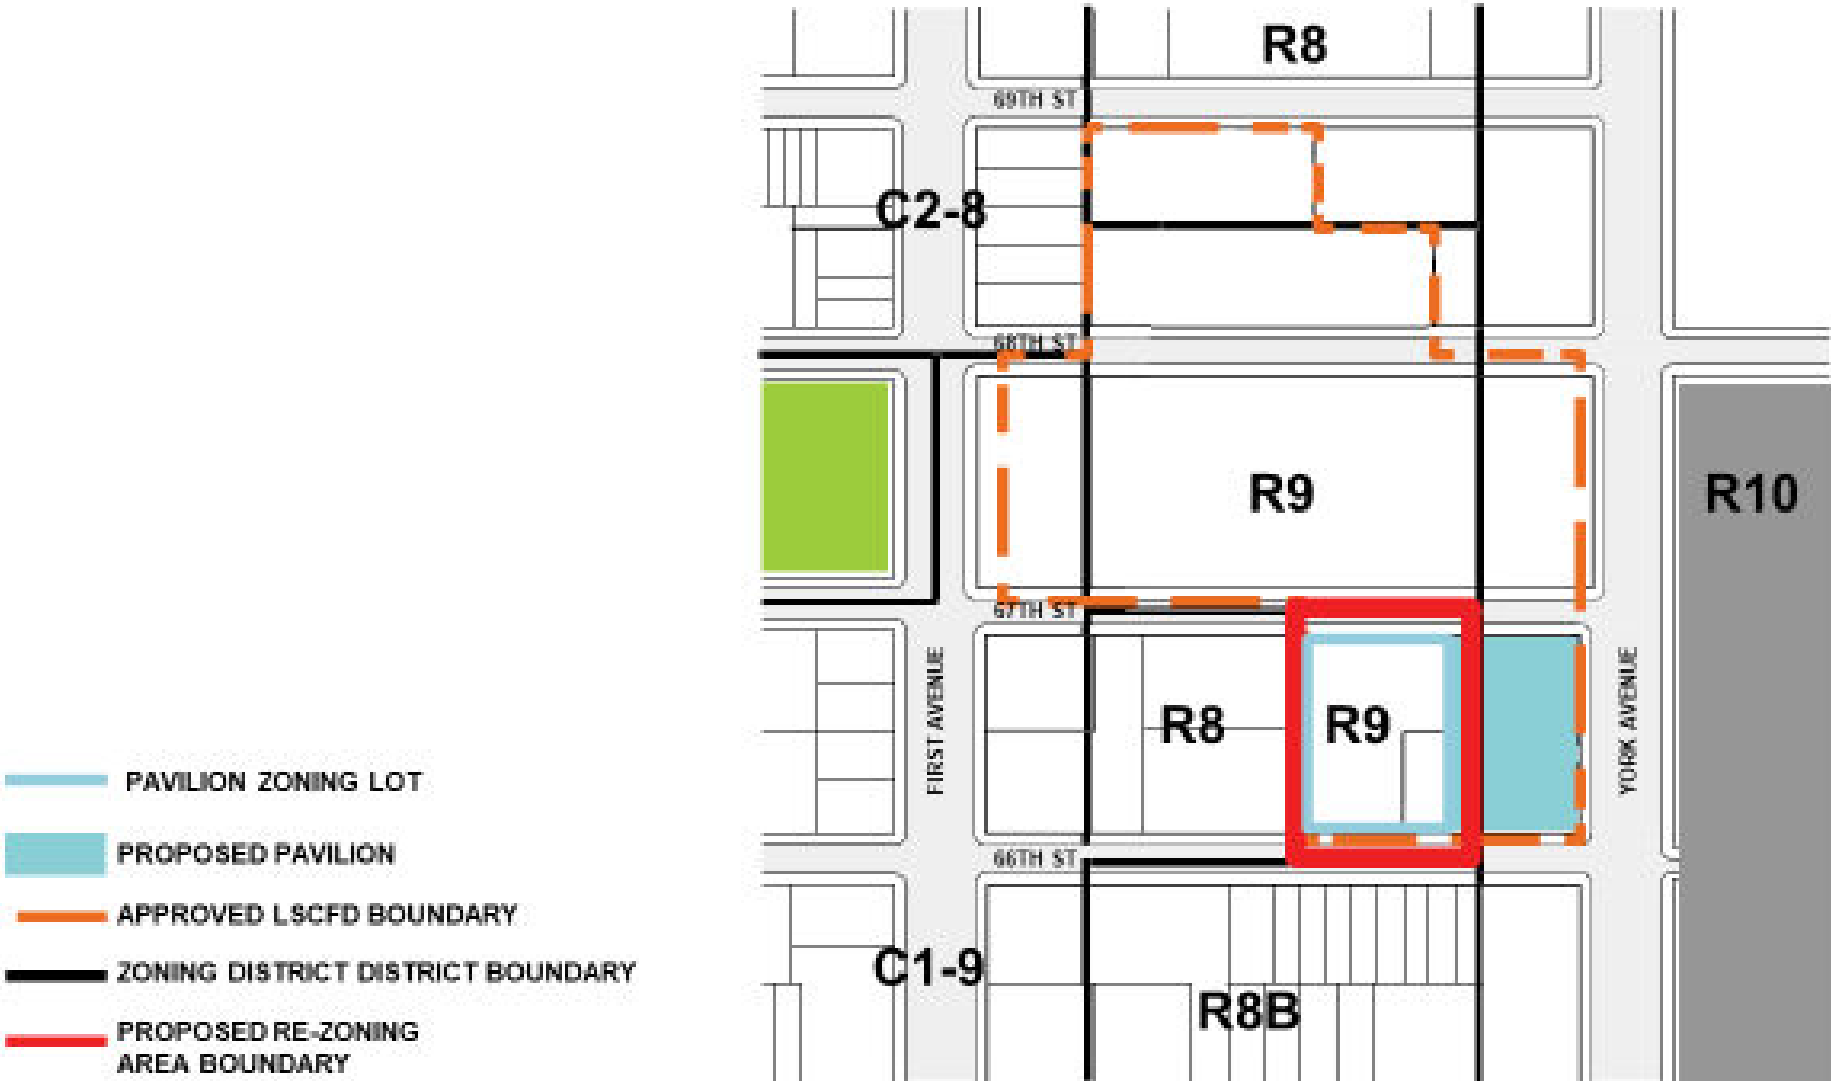 R8
69TH ST
C2-8
68TH ST
R9
R10
67TH ST
FIRST AVENUE
R8
R9
YORK AVENUE
66TH ST
C1-9
R8B
PAVILION ZONING LOT
PROPOSED PAVILION
APPROVED LSCFD BOUNDARY
ZONING DISTRICT DISTRICT BOUNDARY
PROPOSED RE-ZONING
AREA BOUNDARY